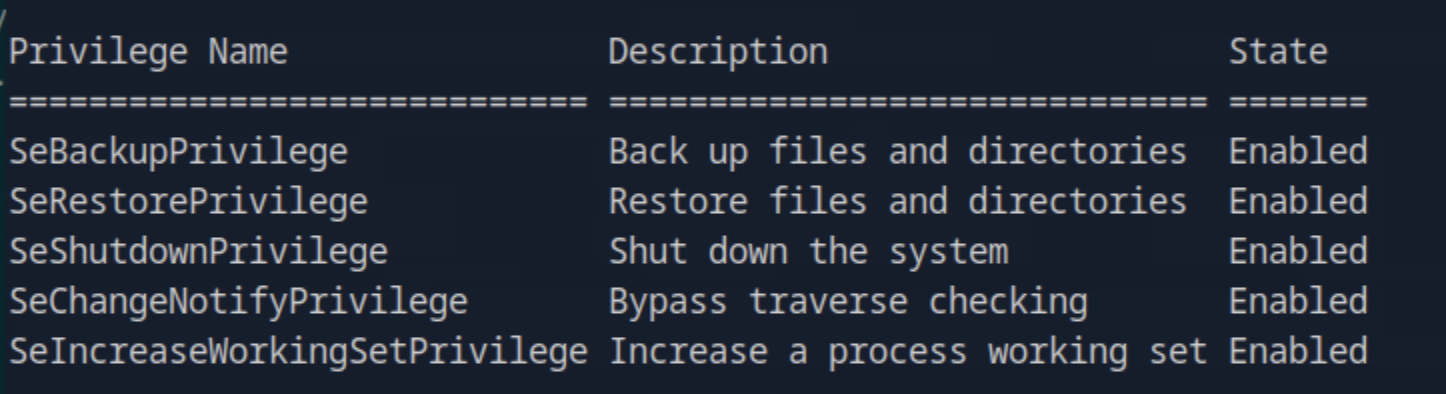 Privilege Name                Description                    State
============================= ============================== =======
SeBackupPrivilege             Back up files and directories  Enabled
SeRestorePrivilege            Restore files and directories  Enabled
SeShutdownPrivilege           Shut down the system           Enabled
SeChangeNotifyPrivilege       Bypass traverse checking       Enabled
SeIncreaseWorkingSetPrivilege Increase a process working set Enabled